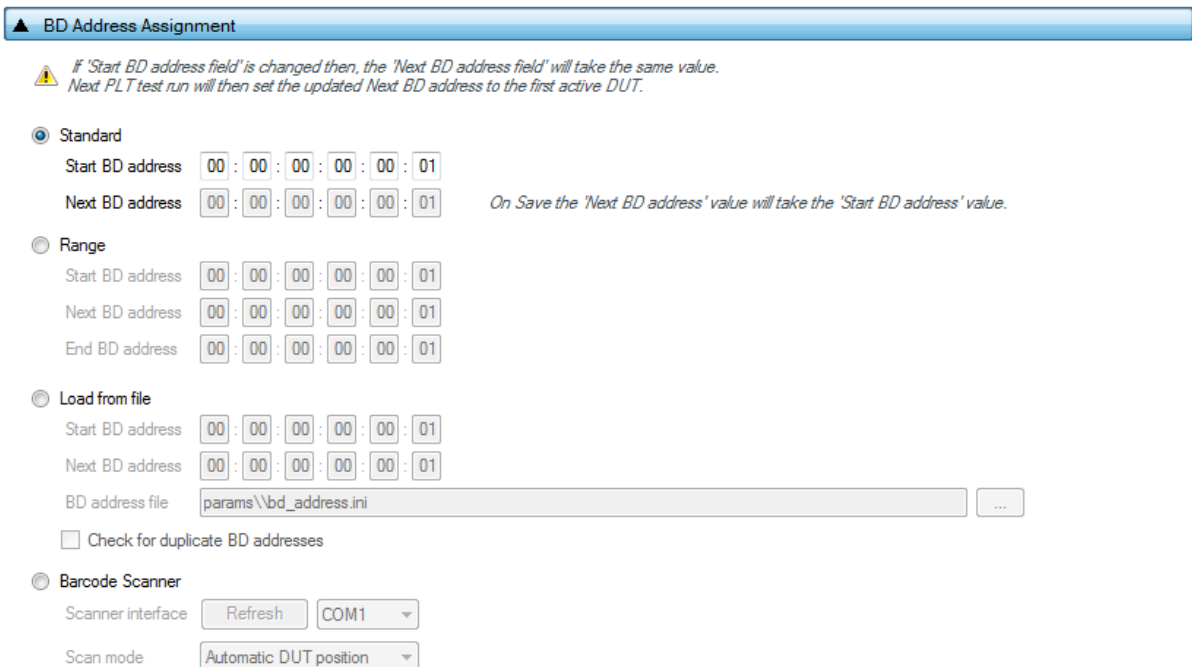 BD Address Assignment
If 'Start BD address field' is changed then, the 'Next BD address field' will take the same value.
Next PLT test run will then set the updated Next BD address to the first active DUT.
Standard
Start BD address 00 : 00 : 00 : 00 : 00 : 01
Next BD address 00 : 00 : 00 : 00 : 00 : 01 On Save the 'Next BD address' value will take the 'Start BD address' value.
Range
Start BD address 00 : 00 : 00 : 00 : 00 : 01
Next BD address 00 : 00 : 00 : 00 : 00 : 01
End BD address 00 : 00 : 00 : 00 : 00 : 01
Load from file
Start BD address 00 : 00 : 00 : 00 : 00 : 01
Next BD address 00 : 00 : 00 : 00 : 00 : 01
BD address file params\\bd_address.ini ...
Check for duplicate BD addresses
Barcode Scanner
Scanner interface Refresh COM1
Scan mode Automatic DUT position